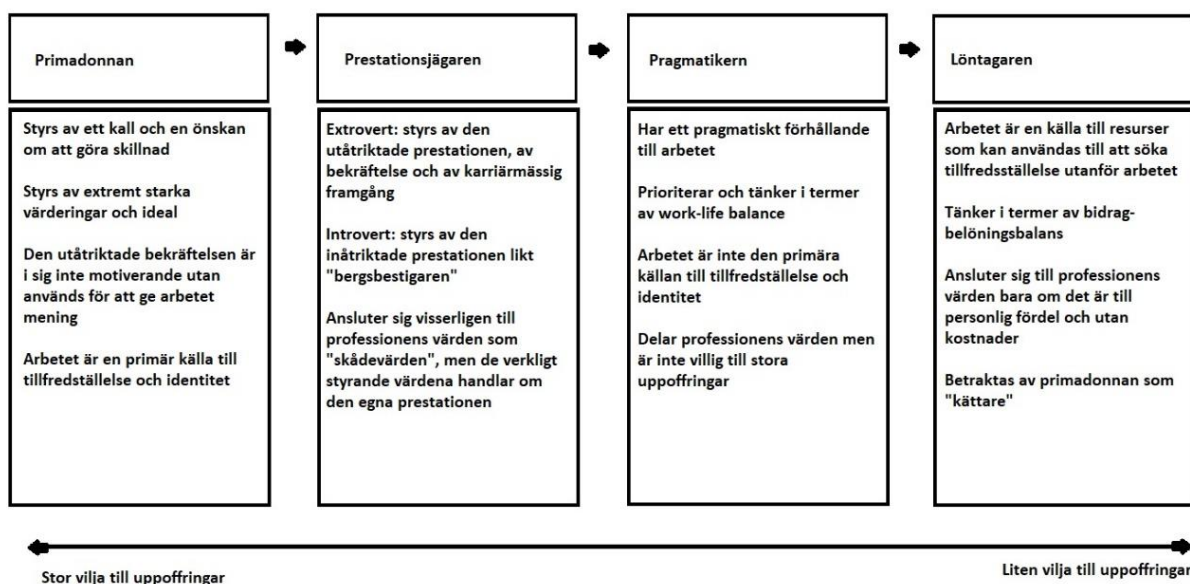 Primadonnan
Styrs av ett kall och en önskan
om att göra skillnad
Styrs av extremt starka
värderingar och ideal
Den utåtriktade bekräftelsen är
i sig inte motiverande utan
används för att ge arbetet
mening
Arbetet är en primär källa till
tillfredställelse och identitet
Prestationsjägaren
Extrovert: styrs av den
utåtriktade prestationen, av
bekräftelse och av karriärmässig
framgång
Introvert: styrs av den
inåtriktade prestationen likt
"bergsbestigaren"
Ansluter sig visserligen till
professionens värden som
"skådevärden", men de verkligt
styrande värdena handlar om
den egna prestationen
Pragmatikern
Har ett pragmatiskt förhållande
till arbetet
Prioriterar och tänker i termer
av work-life balance
Arbetet är inte den primära
källan till tillfredställelse och
identitet
Delar professionens värden men
är inte villig till stora
uppoffringar
Löntagaren
Arbetet är en källa till resurser
som kan användas till att söka
tillfredsställelse utanför arbetet
Tänker i termer av bidrag-
belöningsbalans
Ansluter sig till professionens
värden bara om det är till
personlig fördel och utan
kostnader
Betraktas av primadonnan som
"kättare"
Stor vilja till uppoffringar
Liten vilja till uppoffringar